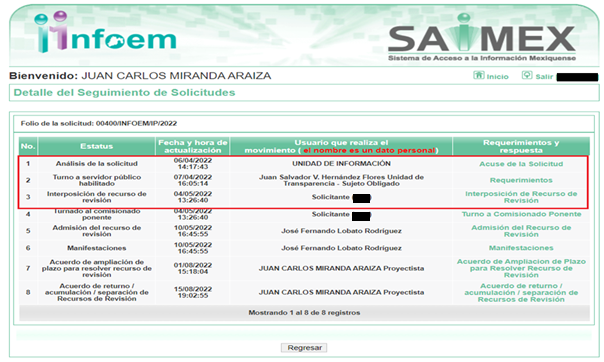 infoem
SAIMEX
Sistema de Acceso a la Información Mexiquense
Bienvenido: JUAN CARLOS MIRANDA ARAIZA
Inicio
Salir
Detalle del Seguimiento de Solicitudes
Folio de la solicitud: 00400/INFOEM/IP/2022
No.
Estatus
Fecha y hora de
actualización
Usuario que realiza el
movimiento ( el nombre es un dato personal)
Requerimientos y
respuesta
1
Análisis de la solicitud
06/04/2022
14:17:43
UNIDAD DE INFORMACIÓN
Acuse de la Solicitud
2
Turno a servidor público
habilitado
07/04/2022
16:05:14
Juan Salvador V. Hernández Flores Unidad de
Transparencia - Sujeto Obligado
Requerimientos
3
Interposición de recurso de
revisión
04/05/2022
13:26:40
Solicitante (
Interposición de Recurso de
Revisión
4
Turnado al comisionado
ponente
04/05/2022
13:26:40
Solicitante (
Turno a Comisionado Ponente
5
Admisión del recurso de
revisión
10/05/2022
16:45:55
José Fernando Lobato Rodríguez
Admisión del Recurso de
Revisión
6
Manifestaciones
10/05/2022
16:45:55
José Fernando Lobato Rodríguez
Manifestaciones
7
Acuerdo de ampliación de
plazo para resolver recurso de
revisión
01/08/2022
15:18:04
JUAN CARLOS MIRANDA ARAIZA Proyectista
Acuerdo de Ampliacion de Plazo
para Resolver Recurso de
Revisión
8
Acuerdo de returno /
acumulación / separación de
Recursos de Revisión
15/08/2022
19:02:55
JUAN CARLOS MIRANDA ARAIZA Proyectista
Acuerdo de returno /
acumulación / separación de
Recursos de Revisión
Mostrando 1 al 8 de 8 registros
Regresar